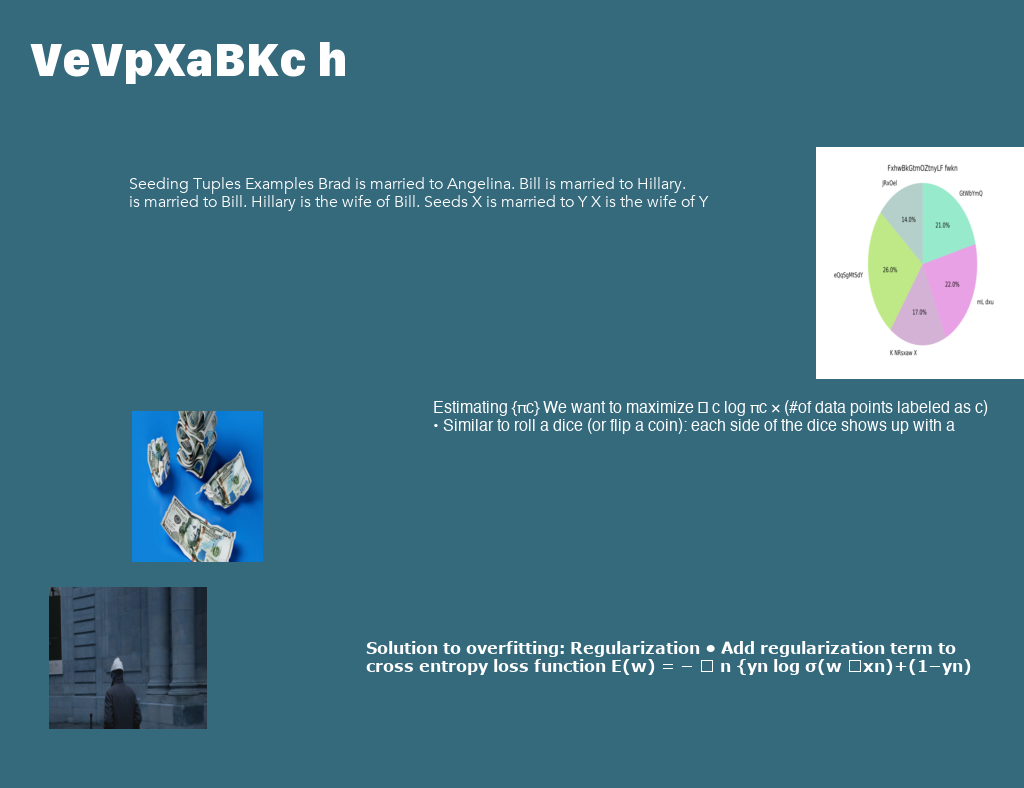 VeVpXaBKc h
Seeding Tuples Examples Brad is married to Angelina. Bill is married to Hillary.
is married to Bill. Hillary is the wife of Bill. Seeds X is married to Y X is the wife of Y
FxhwBkGtmOZtnyLF fwkn
JRxOel
GtWbYmQ
14.0%
21.0%
eQqSgMtSdY
26.0%
22.0%
mL dxu
17.0%
K NRsxaw X
Estimating {πc} We want to maximize □ c log πc × (#of data points labeled as c)
• Similar to roll a dice (or flip a coin): each side of the dice shows up with a
Solution to overfitting: Regularization • Add regularization term to
cross entropy loss function E(w) = − □ n {yn log σ(w □xn)+(1−yn)